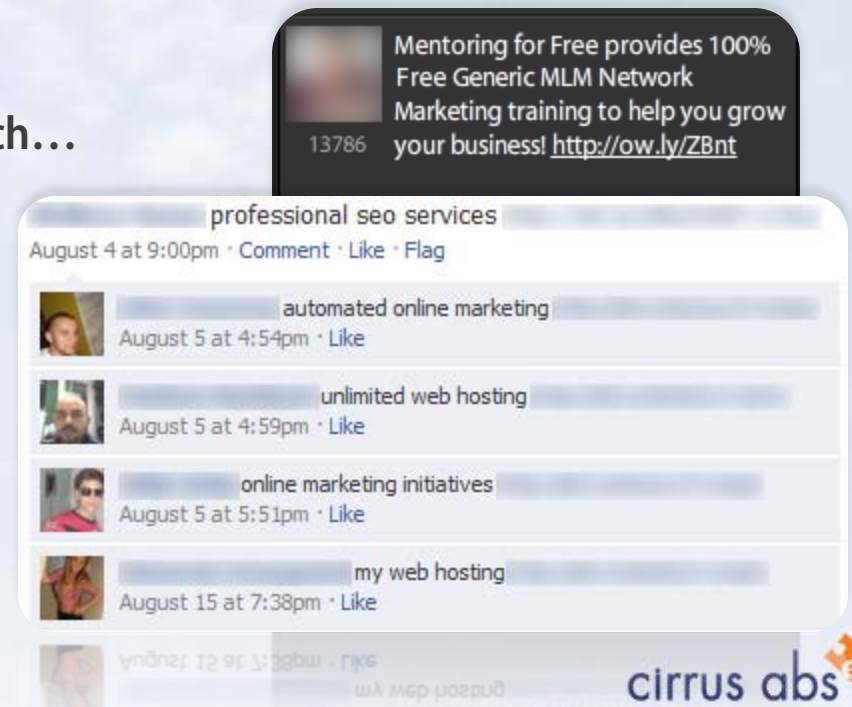 ch…
Mentoring for Free provides 100%
Free Generic MLM Network
Marketing training to help you grow
your business! http://ow.ly/ZBnt
13786
professional seo services
August 4 at 9:00pm · Comment · Like · Flag
automated online marketing
August 5 at 4:54pm · Like
unlimited web hosting
August 5 at 4:59pm · Like
online marketing initiatives
August 5 at 5:51pm · Like
my web hosting
August 15 at 7:38pm · Like
cirrus abs